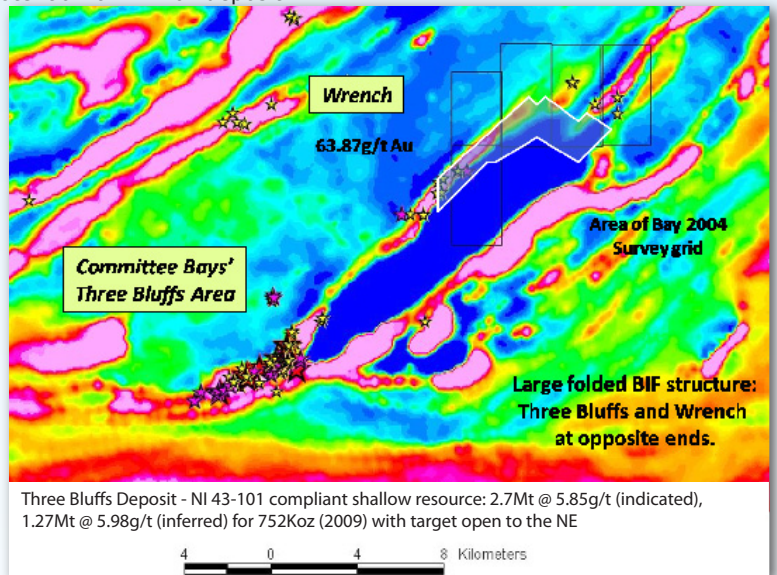 Wrench
63.87g/t Au
Area of Bay 2004
Survey grid
Committee Bays'
Three Bluffs Area
Large folded BIF structure:
Three Bluffs and Wrench
at opposite ends.
Three Bluffs Deposit - NI 43-101 compliant shallow resource: 2.7Mt @ 5.85g/t (indicated),
1.27Mt @ 5.98g/t (inferred) for 752Koz (2009) with target open to the NE
4 0 4 8 Kilometers